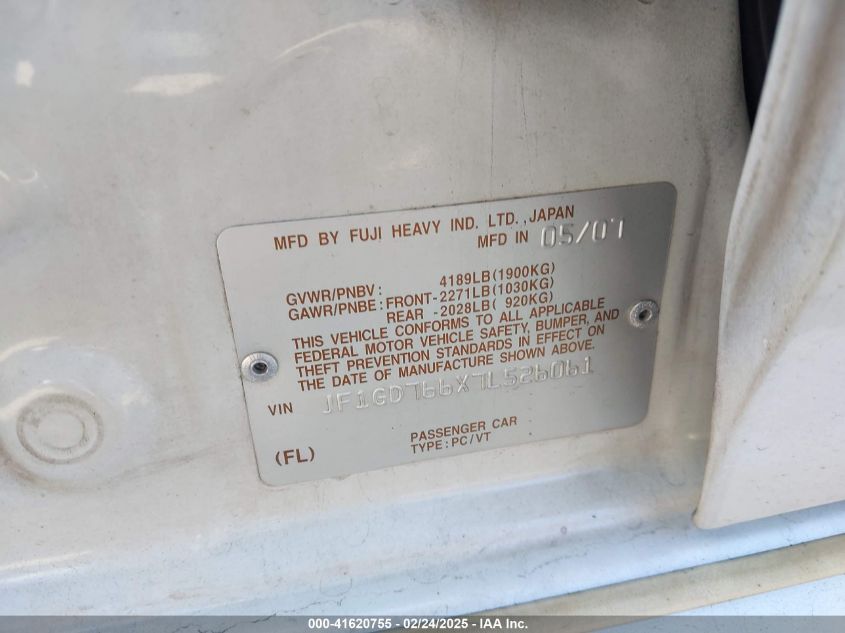 MFD BY FUJI HEAVY IND. LTD. ,JAPAN
MFD IN 05/07
GVWR/PNBV : 4189LB(1900KG)
GAWR/PNBE : FRONT-2271LB(1030KG)
REAR -2028LB( 920KG)
THIS VEHICLE CONFORMS TO ALL APPLICABLE
FEDERAL MOTOR VEHICLE SAFETY, BUMPER, AND
THEFT PREVENTION STANDARDS IN EFFECT ON
THE DATE OF MANUFACTURE SHOWN ABOVE.
VIN JF1GD766X7L526061
PASSENGER CAR
(FL) TYPE : PC/VT
000-41620755 - 02/24/2025 - IAA Inc.